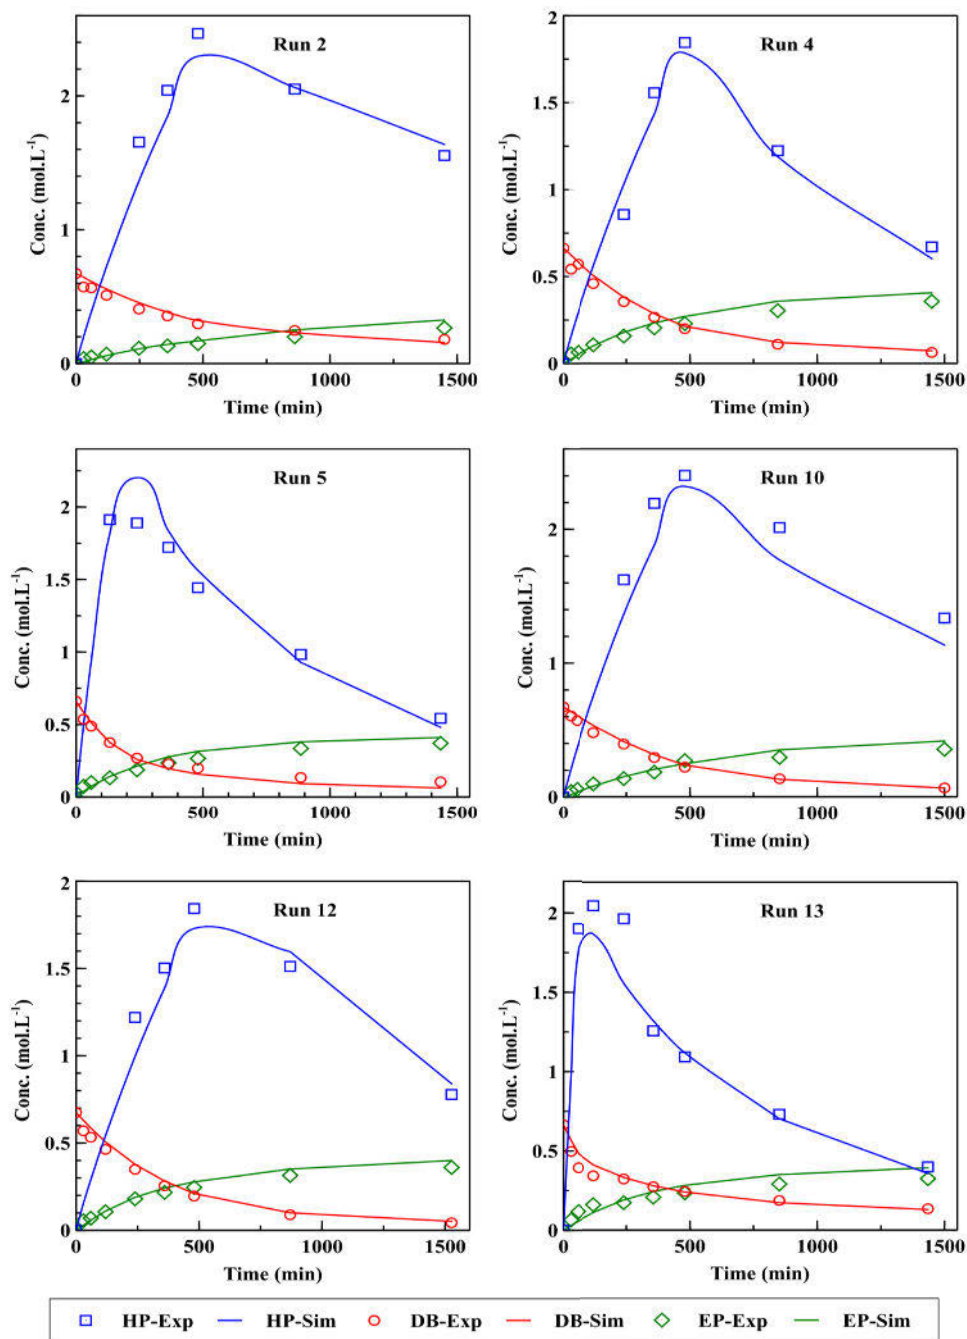 Run 2
2
1
0
Conc. (mol.L-1)
0 500 1000 1500
Time (min)
Run 4
2
1.5
1
0.5
0
Conc. (mol.L-1)
0 500 1000 1500
Time (min)
Run 5
2
1.5
1
0.5
0
Conc. (mol.L-1)
0 500 1000 1500
Time (min)
Run 10
2
1
0
Conc. (mol.L-1)
0 500 1000 1500
Time (min)
Run 12
2
1.5
1
0.5
0
Conc. (mol.L-1)
0 500 1000 1500
Time (min)
Run 13
2
1.5
1
0.5
0
Conc. (mol.L-1)
0 500 1000 1500
Time (min)
HP-Exp HP-Sim DB-Exp DB-Sim EP-Exp EP-Sim